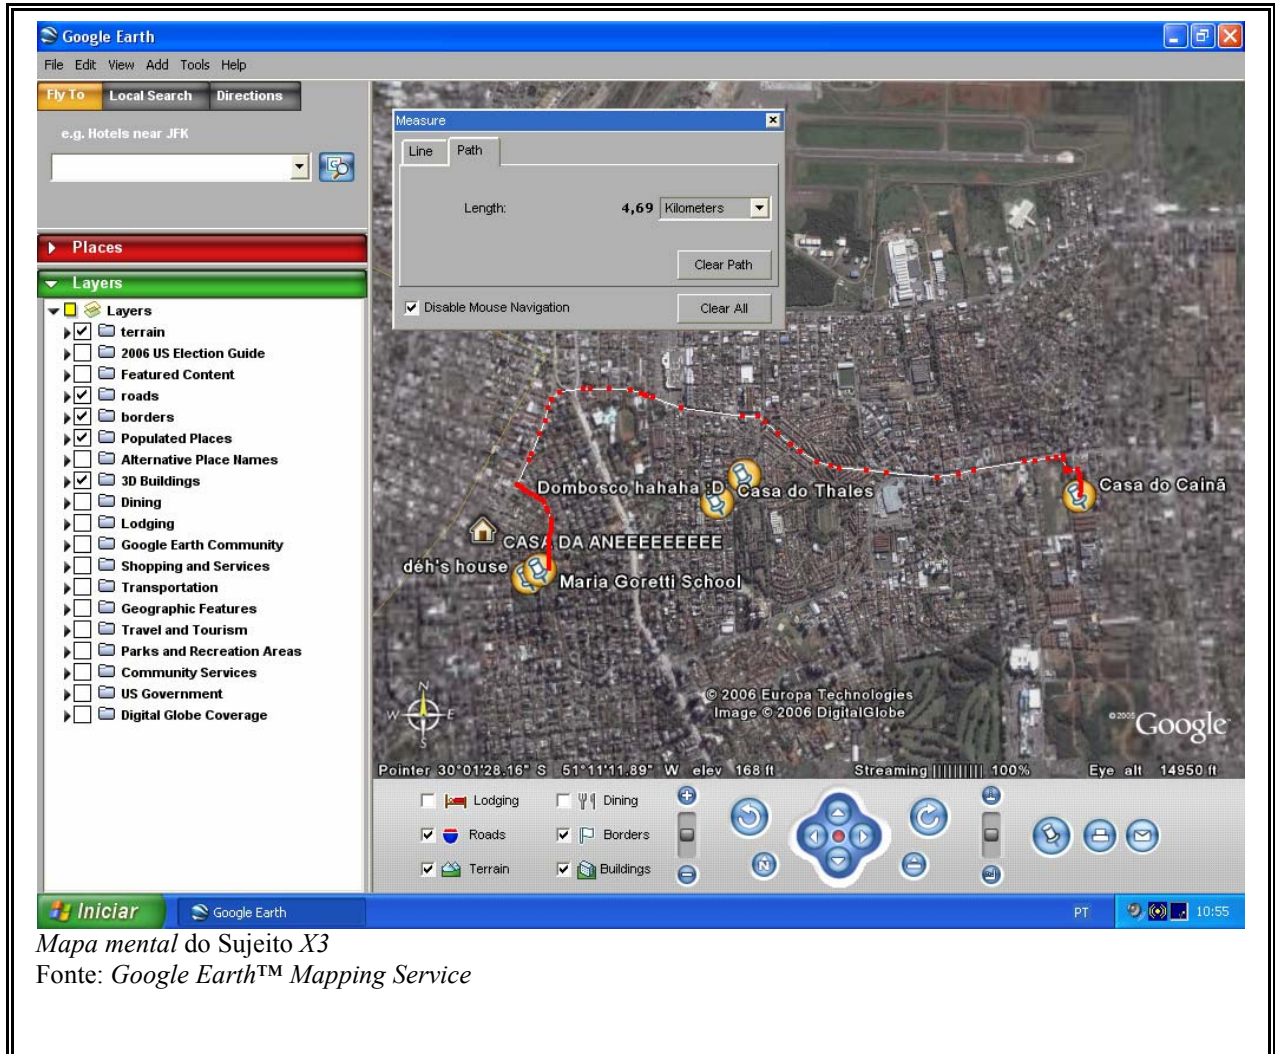 Google Earth
File Edit View Add Tools Help
Fly To Local Search Directions
e.g. Hotels near JFK
Places
Layers
Layers
terrain
2006 US Election Guide
Featured Content
roads
borders
Populated Places
Alternative Place Names
3D Buildings
Dining
Lodging
Google Earth Community
Shopping and Services
Transportation
Geographic Features
Travel and Tourism
Parks and Recreation Areas
Community Services
US Government
Digital Globe Coverage
Measure
Line Path
Length: 4,69 Kilometers
Clear Path
Disable Mouse Navigation Clear All
Dombosco hahaha :D Casa do Thales
Casa do Cainã
CASA DA ANEEEEEEEEE
déh's house
Maria Goretti School
N
W E
S
© 2006 Europa Technologies
Image © 2006 DigitalGlobe
©2005 Google
Pointer 30°01'28.16" S 51°11'11.89" W elev 168 ft Streaming |||||||||| 100% Eye alt 14950 ft
Lodging Dining
Roads Borders
Terrain Buildings
N
Iniciar Google Earth PT 10:55
Mapa mental do Sujeito X3
Fonte: Google Earth™ Mapping Service